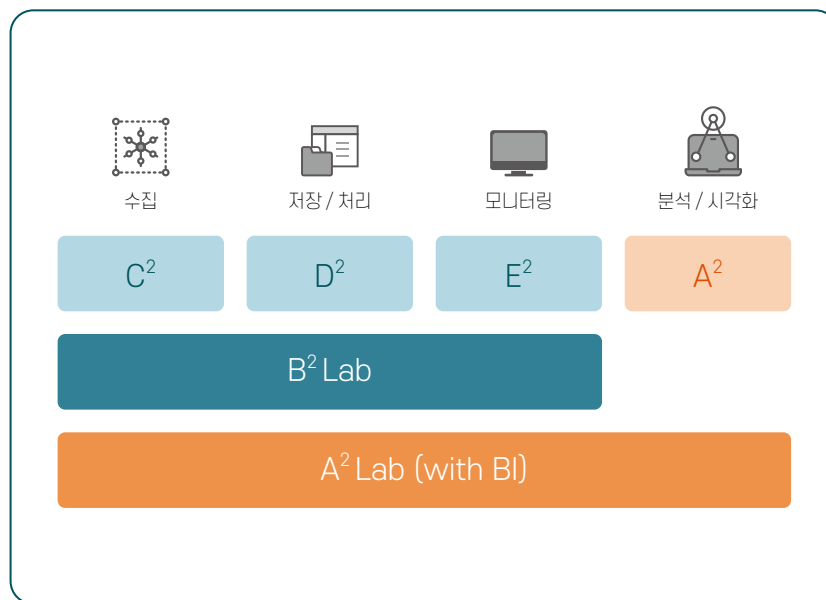 수집 저장 / 처리 모니터링 분석 / 시각화
C² D² E² A²
B² Lab
A² Lab (with BI)